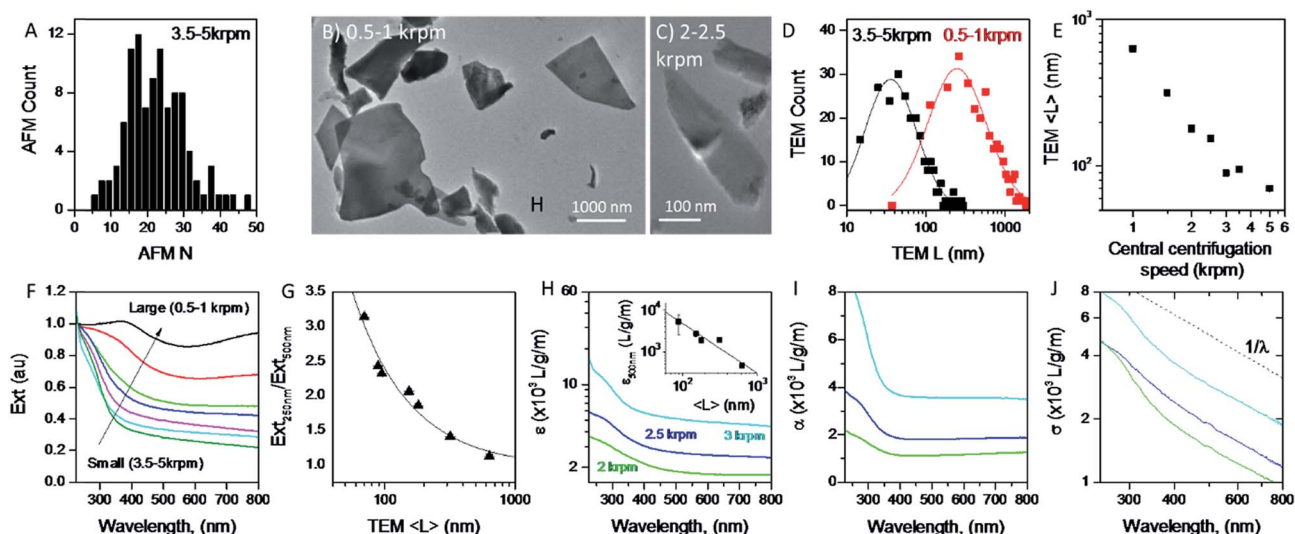 A
3.5-5krpm
12
8
4
0
AFM Count
0 10 20 30 40 50
AFM N
B) 0.5-1 krpm
H
1000 nm
C) 2-2.5
krpm
100 nm
D
3.5-5krpm 0.5-1krpm
40
30
20
10
0
TEM Count
10 100 1000
TEM L (nm)
E
10³
10²
TEM <L> (nm)
1 2 3 4 5 6
Central centrifugation
speed (krpm)
F
1.2
1.0
0.8
0.6
0.4
0.2
0.0
Ext (au)
Large (0.5-1 krpm)
Small (3.5-5krpm)
300 400 500 600 700 800
Wavelength, (nm)
G
3.5
3.0
2.5
2.0
1.5
1.0
100 1000
TEM <L> (nm)
H
60
10
2
ε (x10³ L/g/m)
10⁴
10³
ε500nm (L/g/m)
10² 10³
<L> (nm)
2.5 krpm 3 krpm
2 krpm
300 400 500 600 700 800
Wavelength, (nm)
I
8
6
4
2
0
α (x10³ L/g/m)
300 400 500 600 700 800
Wavelength, (nm)
J
8
6
4
2
1
σ (x10³ L/g/m)
1/λ
300 400 500 600 800
Wavelength, (nm)